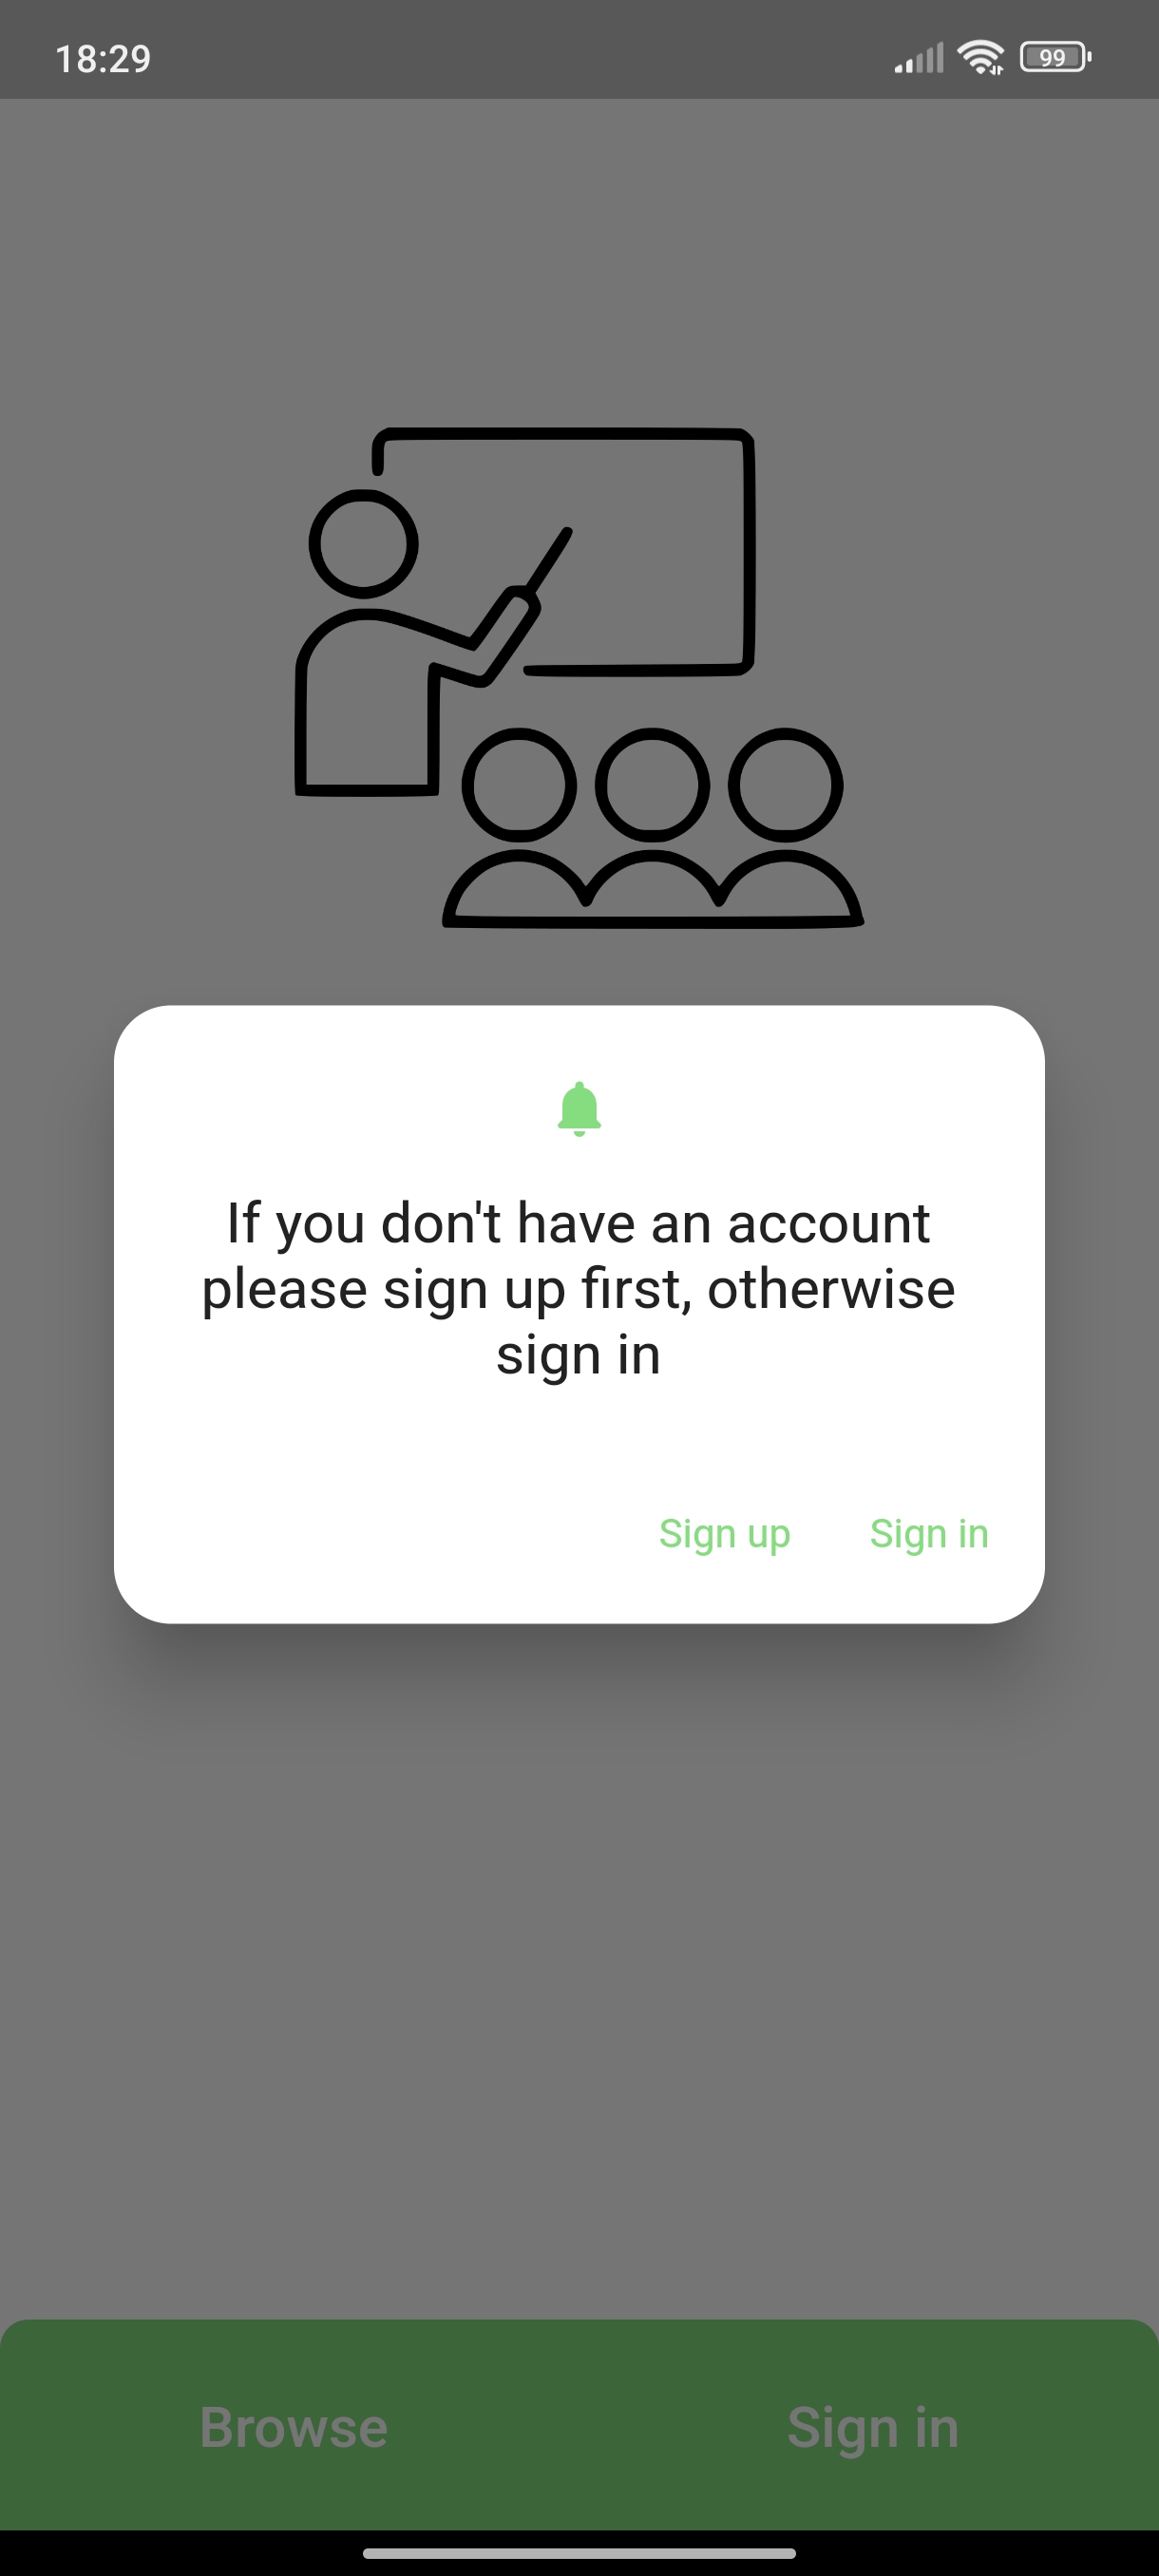 18:29
99
If you don't have an account
please sign up first, otherwise
sign in
Sign up
Sign in
Browse
Sign in